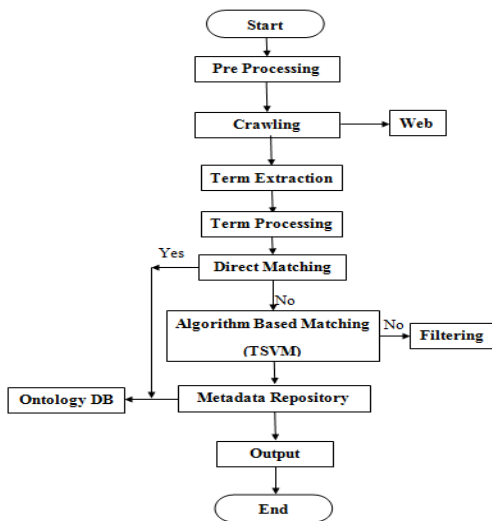 Start
Pre Processing
Crawling
Web
Term Extraction
Term Processing
Yes
Direct Matching
No
Algorithm Based Matching
(TSVM)
No
Filtering
Ontology DB
Metadata Repository
Output
End